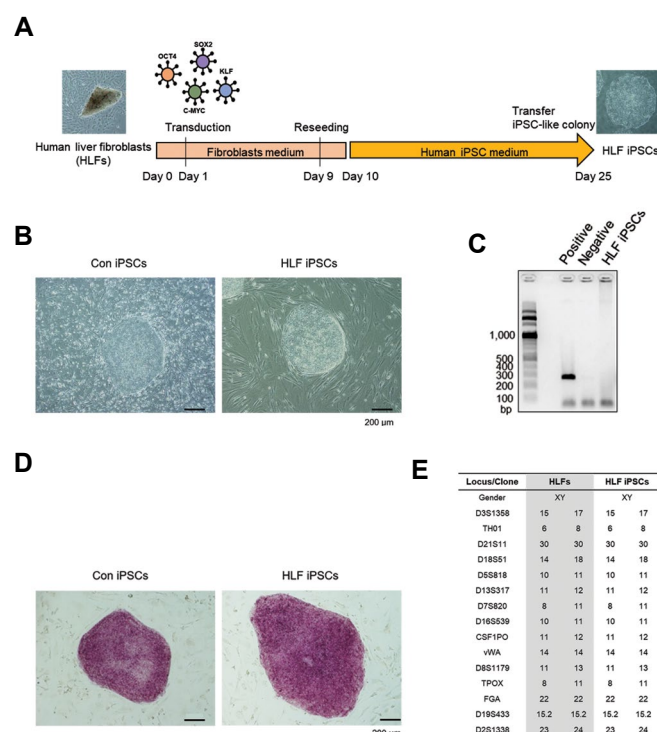 A
OCT4
SOX2
C-MYC
KLF
Human liver fibroblasts
(HLFs)
Transduction
Reseeding
Transfer
iPSC-like colony
Fibroblasts medium
Human iPSC medium
Day 0
Day 1
Day 9
Day 10
Day 25
HLF iPSCs
B
Con iPSCs
HLF iPSCs
200 µm
C
Positive
Negative
HLF iPSCs
1,000
500
400
300
200
100
bp
D
Con iPSCs
HLF iPSCs
200 µm
E
Locus/Clone HLFs HLF iPSCs
Gender XY XY
D3S1358 15 17 15 17
TH01 6 8 6 8
D21S11 30 30 30 30
D18S51 14 18 14 18
D5S818 10 11 10 11
D13S317 11 12 11 12
D7S820 8 11 8 11
D16S539 10 11 10 11
CSF1PO 11 12 11 12
vWA 14 14 14 14
D8S1179 11 13 11 13
TPOX 8 11 8 11
FGA 22 22 22 22
D19S433 15.2 15.2 15.2 15.2
D2S1338 23 24 23 24